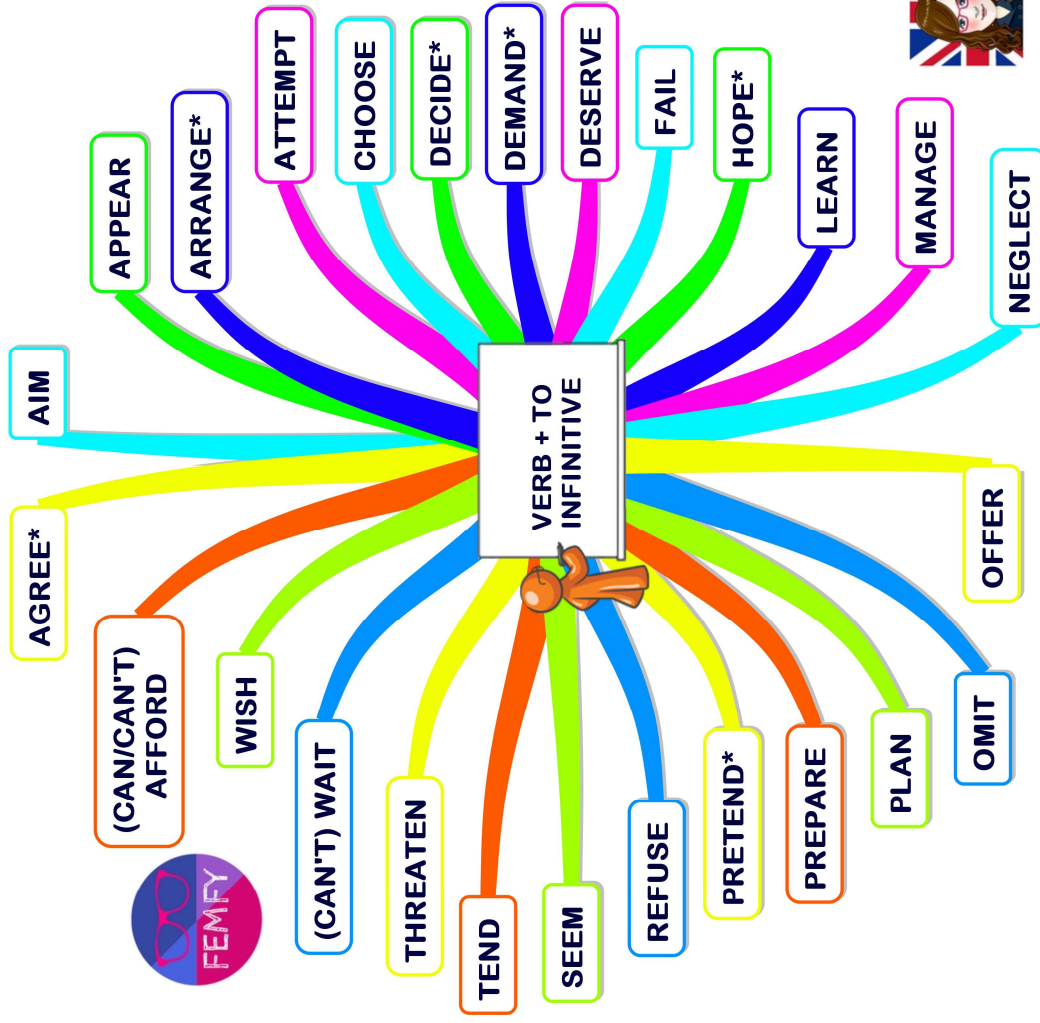 VERB + TO
INFINITIVE
AGREE*
AIM
APPEAR
ARRANGE*
ATTEMPT
CHOOSE
DECIDE*
DEMAND*
DESERVE
FAIL
HOPE*
LEARN
MANAGE
NEGLECT
OFFER
OMIT
PLAN
PREPARE
PRETEND*
REFUSE
SEEM
TEND
THREATEN
(CAN'T) WAIT
WISH
(CAN/CAN'T)
AFFORD
FEMFY